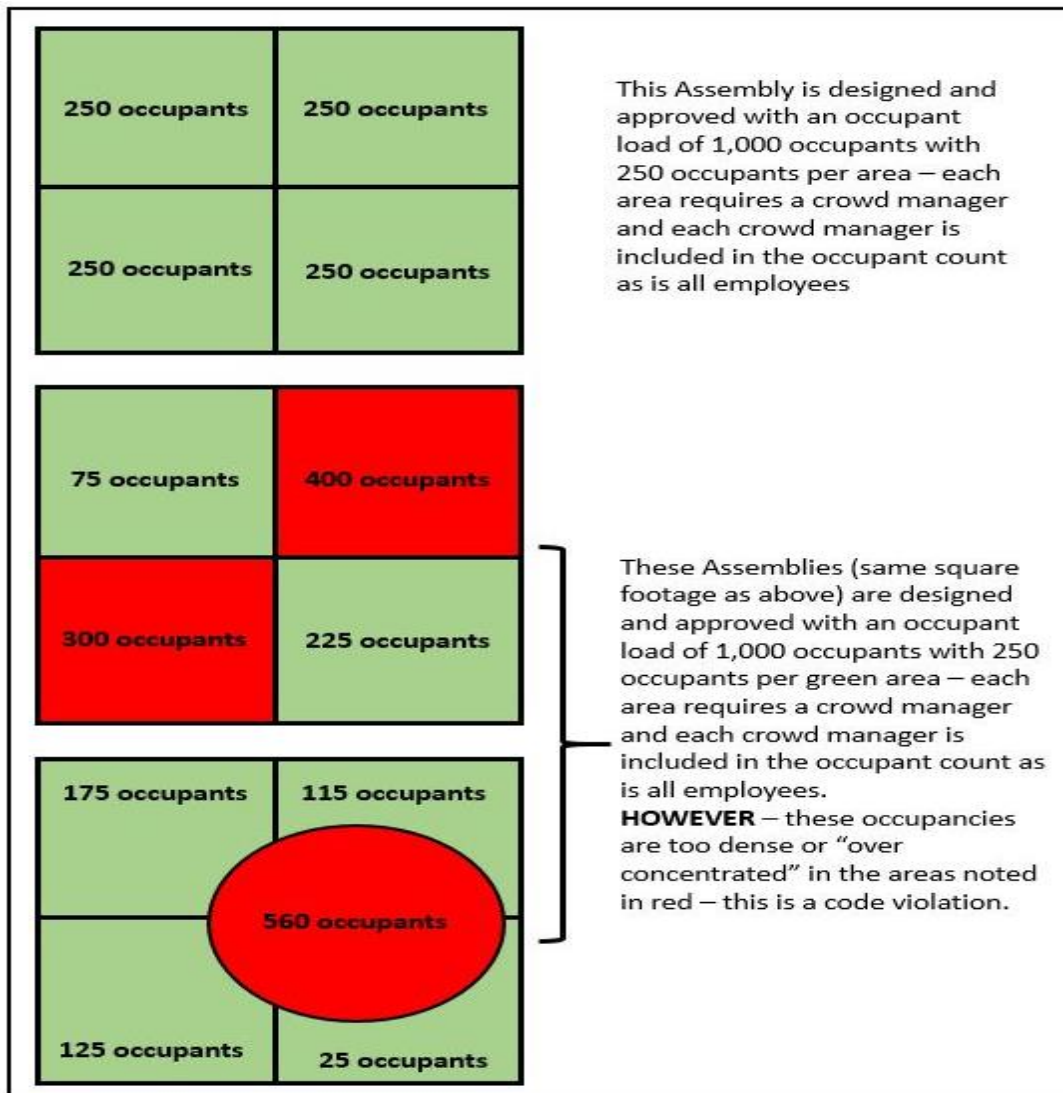 250 occupants 250 occupants
250 occupants 250 occupants
This Assembly is designed and
approved with an occupant
load of 1,000 occupants with
250 occupants per area – each
area requires a crowd manager
and each crowd manager is
included in the occupant count
as is all employees
75 occupants 400 occupants
300 occupants 225 occupants
175 occupants 115 occupants
560 occupants
125 occupants 25 occupants
These Assemblies (same square
footage as above) are designed
and approved with an occupant
load of 1,000 occupants with 250
occupants per green area – each
area requires a crowd manager
and each crowd manager is
included in the occupant count as
is all employees.
HOWEVER – these occupancies
are too dense or “over
concentrated” in the areas noted
in red – this is a code violation.